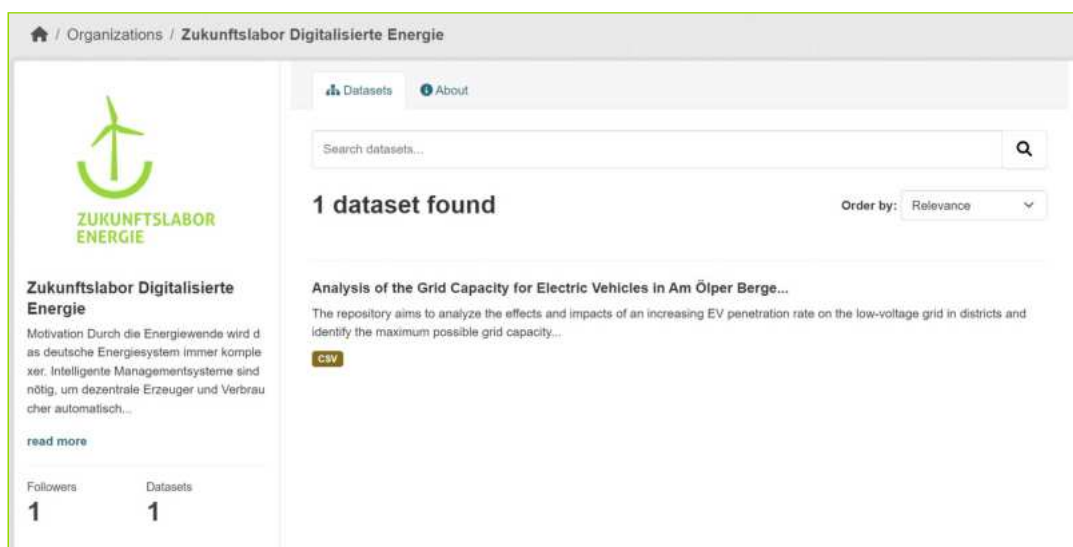 / Organizations / Zukunftslabor Digitalisierte Energie
ZUKUNFTSLABOR
ENERGIE
Zukunftslabor Digitalisierte
Energie
Motivation Durch die Energiewende wird d
as deutsche Energiesystem immer komple
xer. Intelligente Managementsysteme sind
nötig, um dezentrale Erzeuger und Verbrau
cher automatisch...
read more
Followers Datasets
1 1
Datasets About
Search datasets...
1 dataset found
Order by: Relevance
Analysis of the Grid Capacity for Electric Vehicles in Am Ölper Berge...
The repository aims to analyze the effects and impacts of an increasing EV penetration rate on the low-voltage grid in districts and
identify the maximum possible grid capacity...
CSV